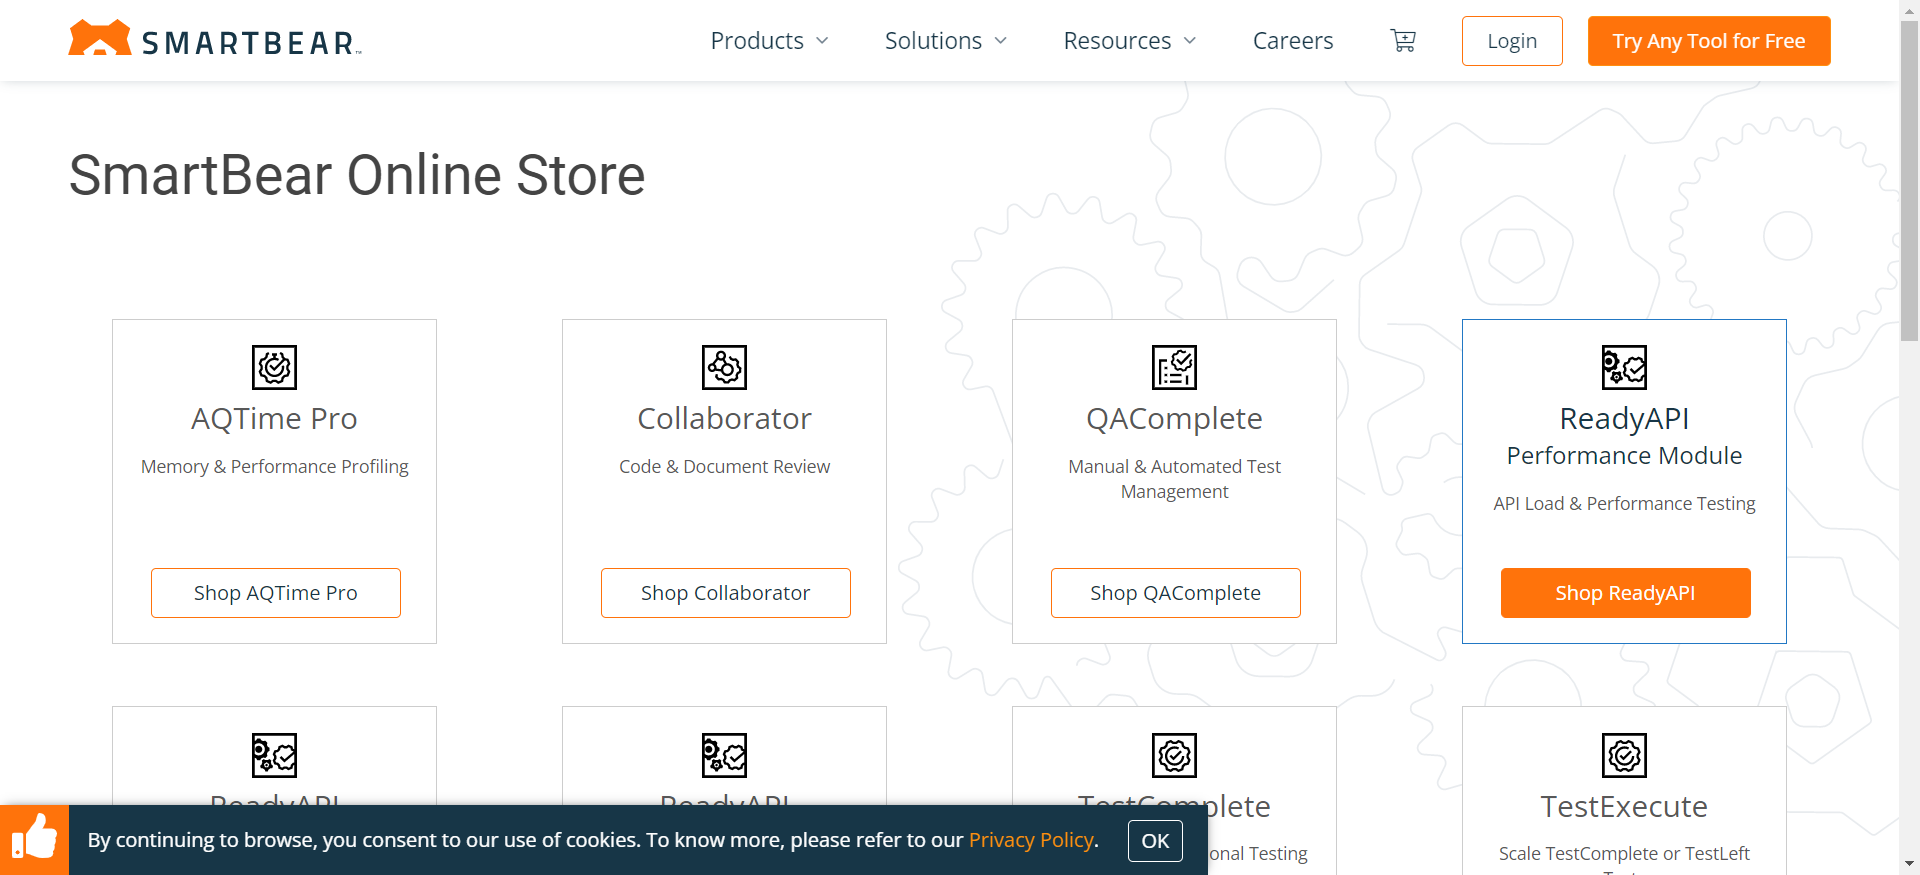 SMARTBEAR™
Products
Solutions
Resources
Careers
Login
Try Any Tool for Free
SmartBear Online Store
AQTime Pro
Memory & Performance Profiling
Shop AQTime Pro
Collaborator
Code & Document Review
Shop Collaborator
QAComplete
Manual & Automated Test
Management
Shop QAComplete
ReadyAPI
Performance Module
API Load & Performance Testing
Shop ReadyAPI
ReadyAPI
ReadyAPI
TestComplete
onal Testing
TestExecute
Scale TestComplete or TestLeft
By continuing to browse, you consent to our use of cookies. To know more, please refer to our Privacy Policy.
OK